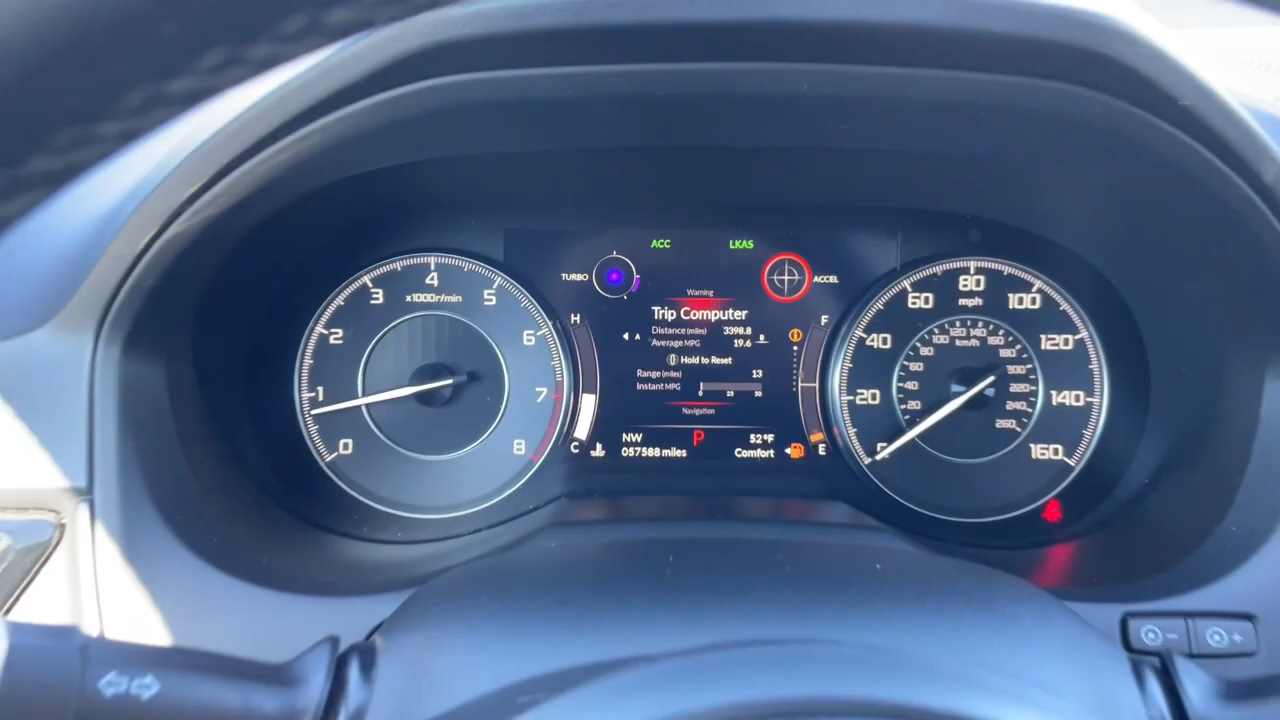 ACC LKAS
TURBO
ACCEL
Warning
Trip Computer
Distance (miles) 3398.8
A
B
Average MPG 19.6
Hold to Reset
Range (miles) 13
Instant MPG
0 25 50
Navigation
NW P 52°F
057588 miles Comfort
H
C
F
E
0
1
2
3
4
5
6
7
8
x1000r/min
20
40
60
80
100
120
140
160
mph
km/h
20
40
60
80
100
120
140
160
180
200
220
240
260
- +